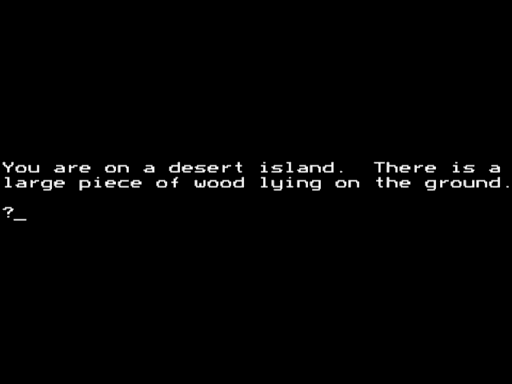 You are on a desert island.  There is a
large piece of wood lying on the ground.
?_